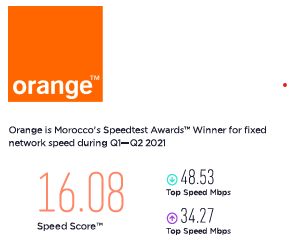 orange™
Orange is Morocco's Speedtest Awards™ Winner for fixed
network speed during Q1—Q2 2021
16.08
Speed Score™
48.53
Top Speed Mbps
34.27
Top Speed Mbps